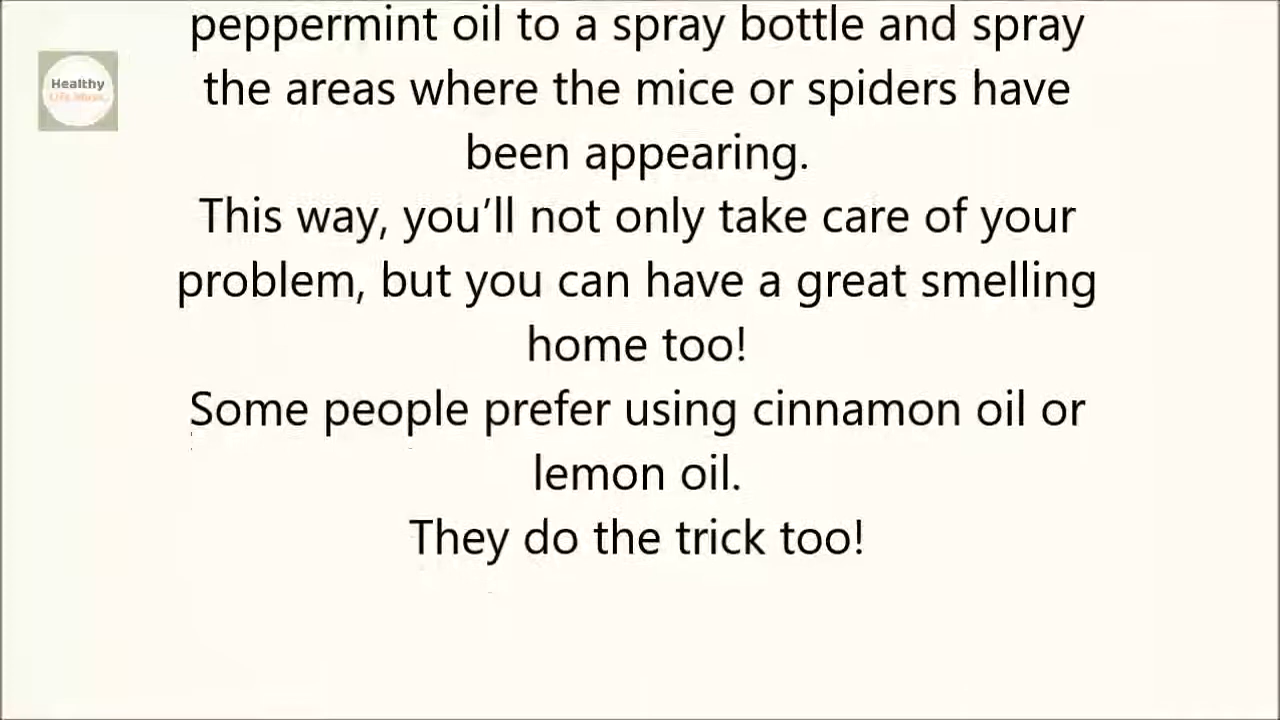 peppermint oil to a spray bottle and spray
the areas where the mice or spiders have
been appearing.
This way, you’ll not only take care of your
problem, but you can have a great smelling
home too!
Some people prefer using cinnamon oil or
lemon oil.
They do the trick too!
Healthy